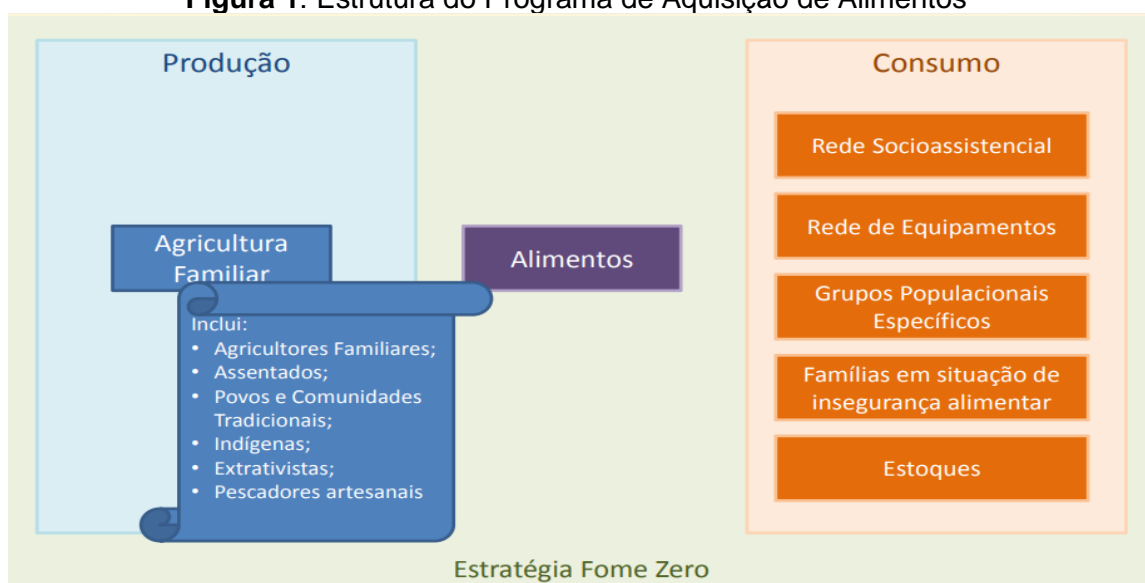 Figura 1. Estrutura do Programa de Aquisição de Alimentos
Produção
Agricultura
Familiar
Inclui:
• Agricultores Familiares;
• Assentados;
• Povos e Comunidades
Tradicionais;
• Indígenas;
• Extrativistas;
• Pescadores artesanais
Alimentos
Consumo
Rede Socioassistencial
Rede de Equipamentos
Grupos Populacionais
Específicos
Famílias em situação de
insegurança alimentar
Estoques
Estratégia Fome Zero